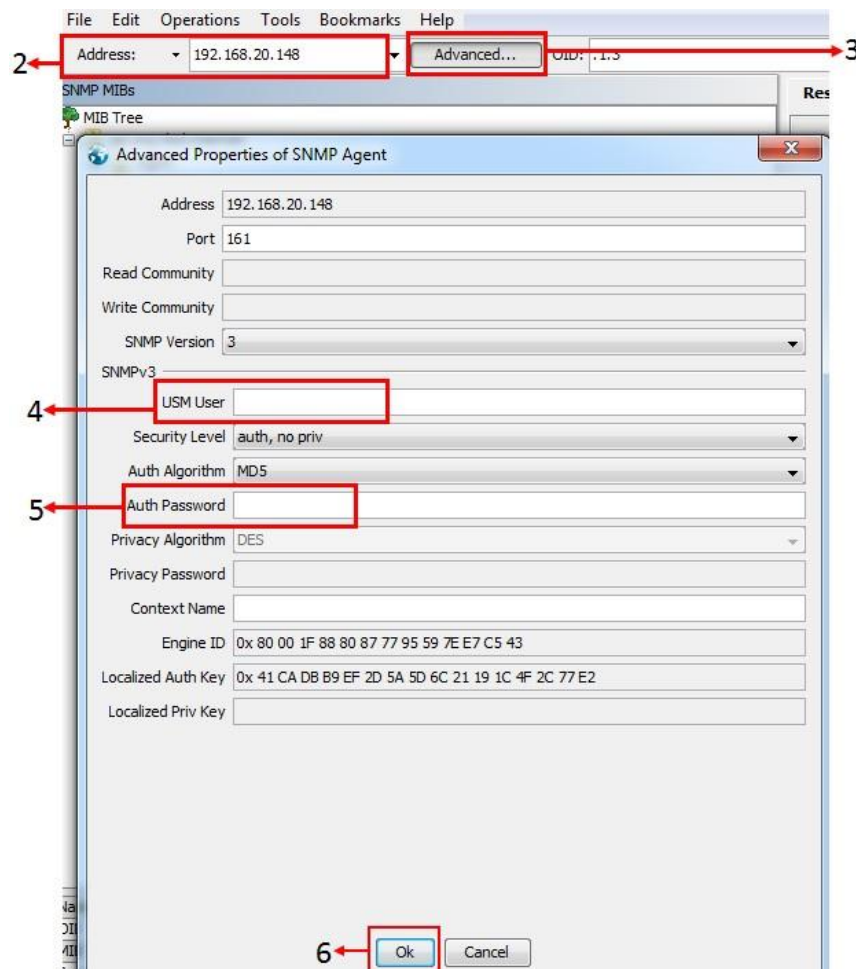 File Edit Operations Tools Bookmarks Help
2
Address: 192.168.20.148 Advanced... OID: .1.3
3
SNMP MIBs
Res
MIB Tree
Advanced Properties of SNMP Agent
Address 192.168.20.148
Port 161
Read Community
Write Community
SNMP Version 3
SNMPv3
4
USM User
Security Level auth, no priv
Auth Algorithm MD5
5
Auth Password
Privacy Algorithm DES
Privacy Password
Context Name
Engine ID 0x 80 00 1F 88 80 87 77 95 59 7E E7 C5 43
Localized Auth Key 0x 41 CA DB B9 EF 2D 5A 5D 6C 21 19 1C 4F 2C 77 E2
Localized Priv Key
6
Ok Cancel